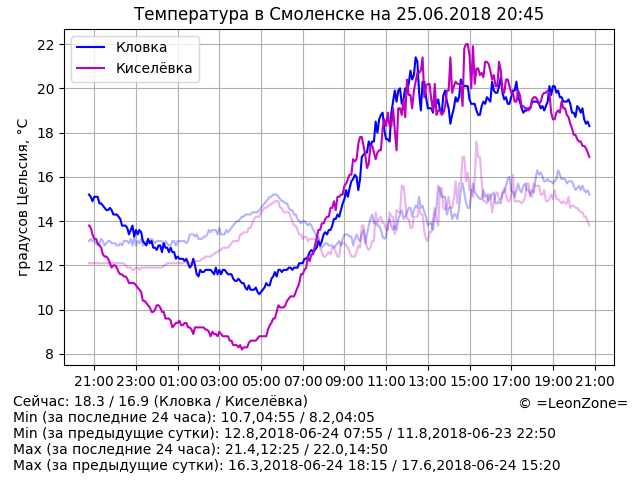 Температура в Смоленске на 25.06.2018 20:45
Кловка
Киселёвка
градусов Цельсия, °C
22
20
18
16
14
12
10
8
21:00 23:00 01:00 03:00 05:00 07:00 09:00 11:00 13:00 15:00 17:00 19:00 21:00
Сейчас: 18.3 / 16.9 (Кловка / Киселёвка)
© =LeonZone=
Min (за последние 24 часа): 10.7,04:55 / 8.2,04:05
Min (за предыдущие сутки): 12.8,2018-06-24 07:55 / 11.8,2018-06-23 22:50
Max (за последние 24 часа): 21.4,12:25 / 22.0,14:50
Max (за предыдущие сутки): 16.3,2018-06-24 18:15 / 17.6,2018-06-24 15:20